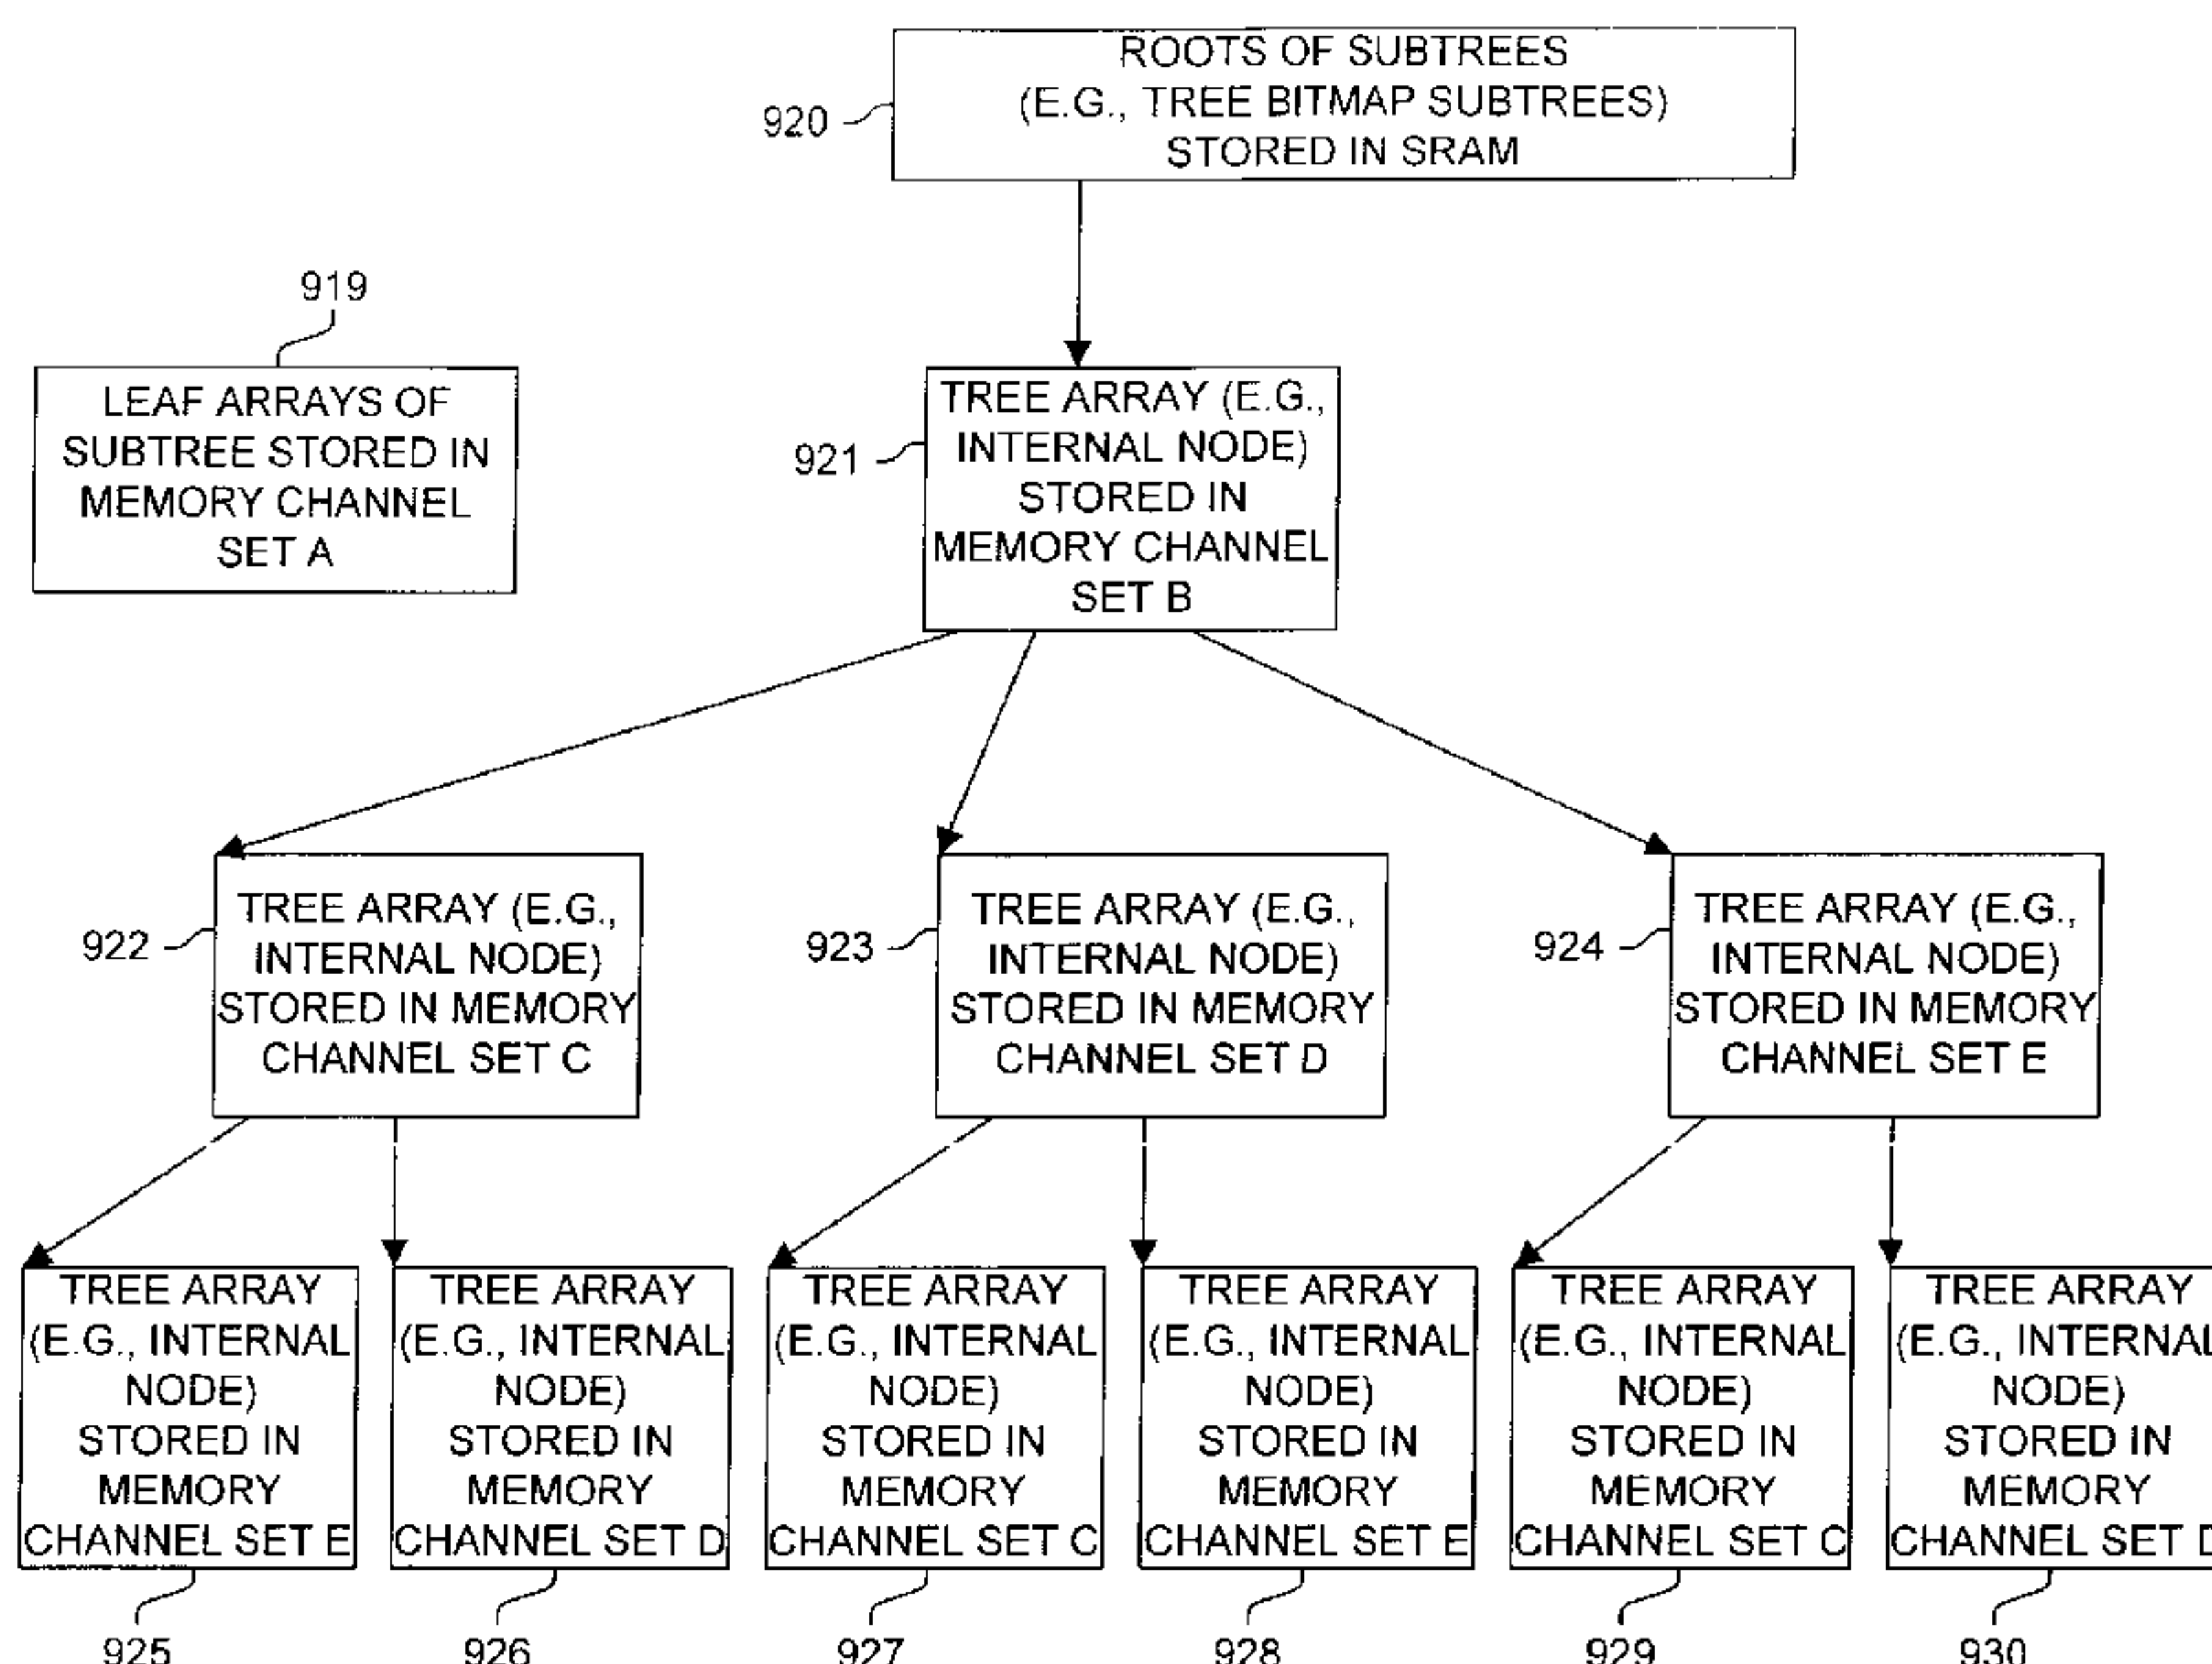 ROOTS OF SUBTREES
(E.G., TREE BITMAP SUBTREES)
STORED IN SRAM
920
919
LEAF ARRAYS OF
SUBTREE STORED IN
MEMORY CHANNEL
SET A
TREE ARRAY (E.G.,
INTERNAL NODE)
STORED IN
MEMORY CHANNEL
SET B
921
922
TREE ARRAY (E.G.,
INTERNAL NODE)
STORED IN MEMORY
CHANNEL SET C
923
TREE ARRAY (E.G.,
INTERNAL NODE)
STORED IN MEMORY
CHANNEL SET D
924
TREE ARRAY (E.G.,
INTERNAL NODE)
STORED IN MEMORY
CHANNEL SET E
TREE ARRAY
(E.G., INTERNAL
NODE)
STORED IN
MEMORY
CHANNEL SET E
925
TREE ARRAY
(E.G., INTERNAL
NODE)
STORED IN
MEMORY
CHANNEL SET D
926
TREE ARRAY
(E.G., INTERNAL
NODE)
STORED IN
MEMORY
CHANNEL SET C
927
TREE ARRAY
(E.G., INTERNAL
NODE)
STORED IN
MEMORY
CHANNEL SET E
928
TREE ARRAY
(E.G., INTERNAL
NODE)
STORED IN
MEMORY
CHANNEL SET C
929
TREE ARRAY
(E.G., INTERNAL
NODE)
STORED IN
MEMORY
CHANNEL SET D
930